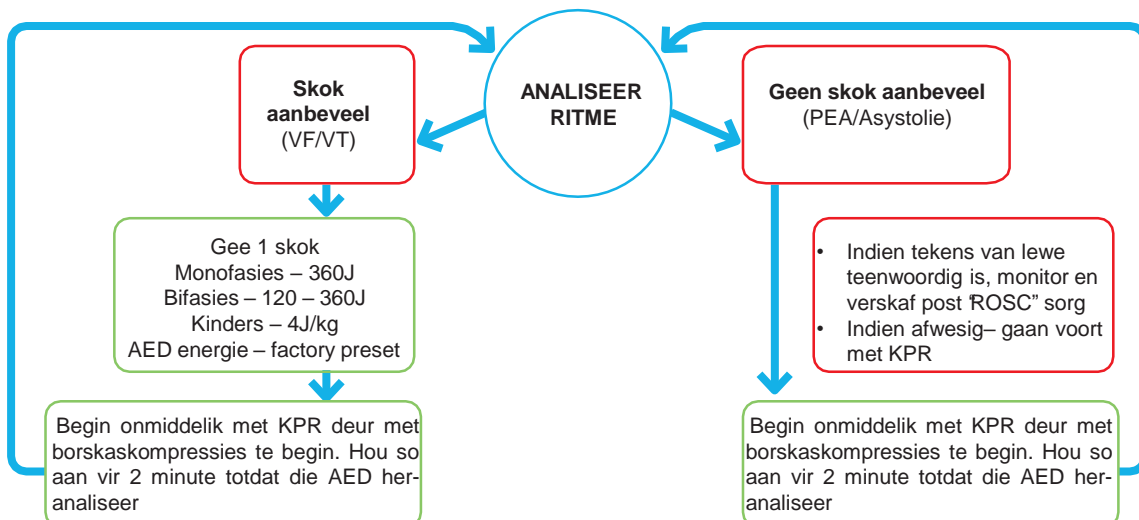 ANALISEER
RITME
Skok
aanbeveel
(VF/VT)
Gee 1 skok
Monofasies – 360J
Bifasies – 120 – 360J
Kinders – 4J/kg
AED energie – factory preset
Begin onmiddelik met KPR deur met
borskaskompressies te begin. Hou so
aan vir 2 minute totdat die AED her-
analiseer
Geen skok aanbeveel
(PEA/Asystolie)
• Indien tekens van lewe
teenwoordig is, monitor en
verskaf post “ROSC” sorg
• Indien afwesig– gaan voort
met KPR
Begin onmiddelik met KPR deur met
borskaskompressies te begin. Hou so
aan vir 2 minute totdat die AED her-
analiseer